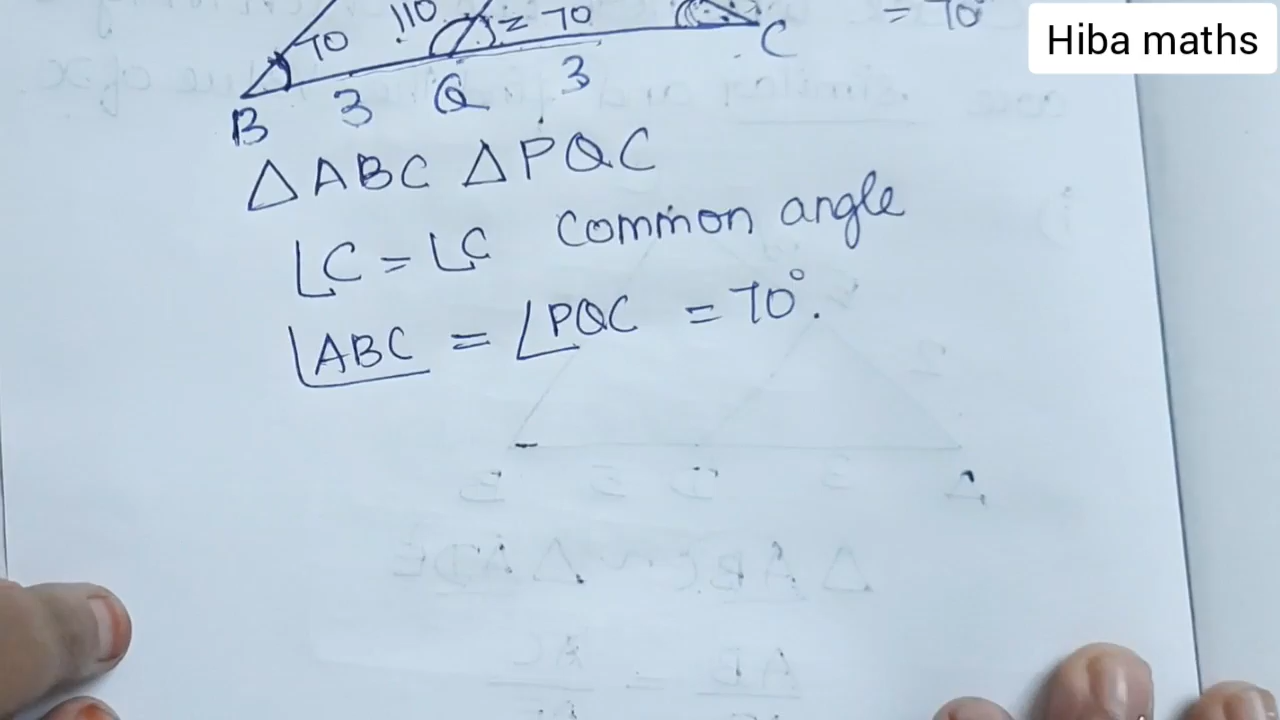 110
70
= 70
= 70°
Hiba maths
B 3 Q 3 C
△ABC △PQC
∠C = ∠C common angle
∠ABC = ∠PQC = 70°.